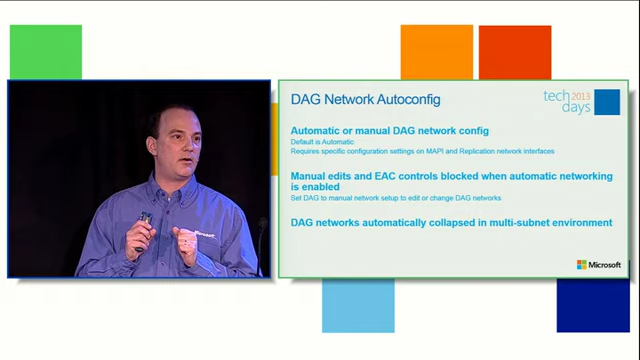 DAG Network Autoconfig
tech 2013
days
Automatic or manual DAG network config
Default is Automatic
Requires specific configuration settings on MAPI and Replication network interfaces
Manual edits and EAC controls blocked when automatic networking
is enabled
Set DAG to manual network setup to edit or change DAG networks
DAG networks automatically collapsed in multi-subnet environment
Microsoft
Microsoft